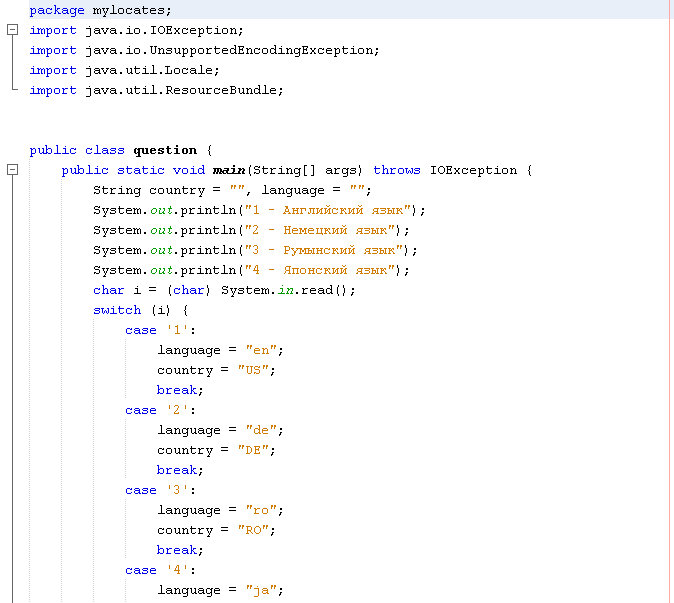 package mylocates;
import java.io.IOException;
import java.io.UnsupportedEncodingException;
import java.util.Locale;
import java.util.ResourceBundle;
public class question {
public static void main(String[] args) throws IOException {
String country = "", language = "";
System.out.println("1 - Английский язык");
System.out.println("2 - Немецкий язык");
System.out.println("3 - Румынский язык");
System.out.println("4 - Японский язык");
char i = (char) System.in.read();
switch (i) {
case '1':
language = "en";
country = "US";
break;
case '2':
language = "de";
country = "DE";
break;
case '3':
language = "ro";
country = "RO";
break;
case '4':
language = "ja";